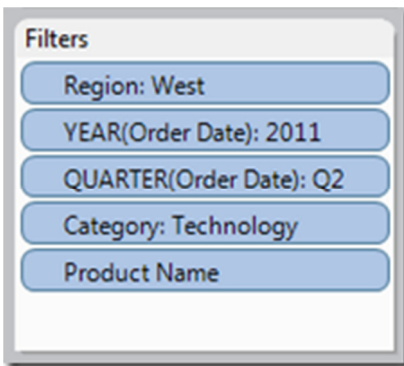 Filters
Region: West
YEAR(Order Date): 2011
QUARTER(Order Date): Q2
Category: Technology
Product Name